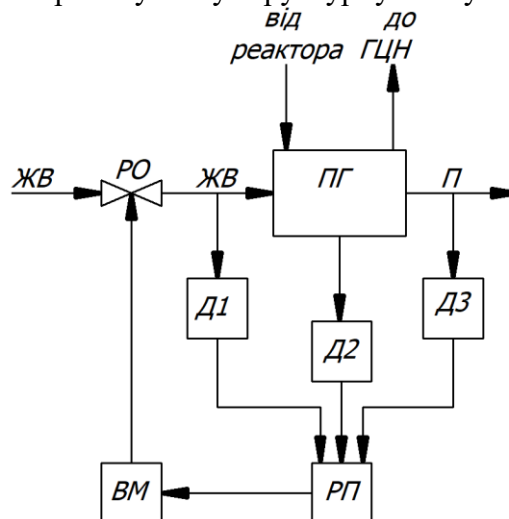 від до
реактора ГЦН
ЖВ РО ЖВ ПГ П
Д1 Д2 Д3
ВМ РП